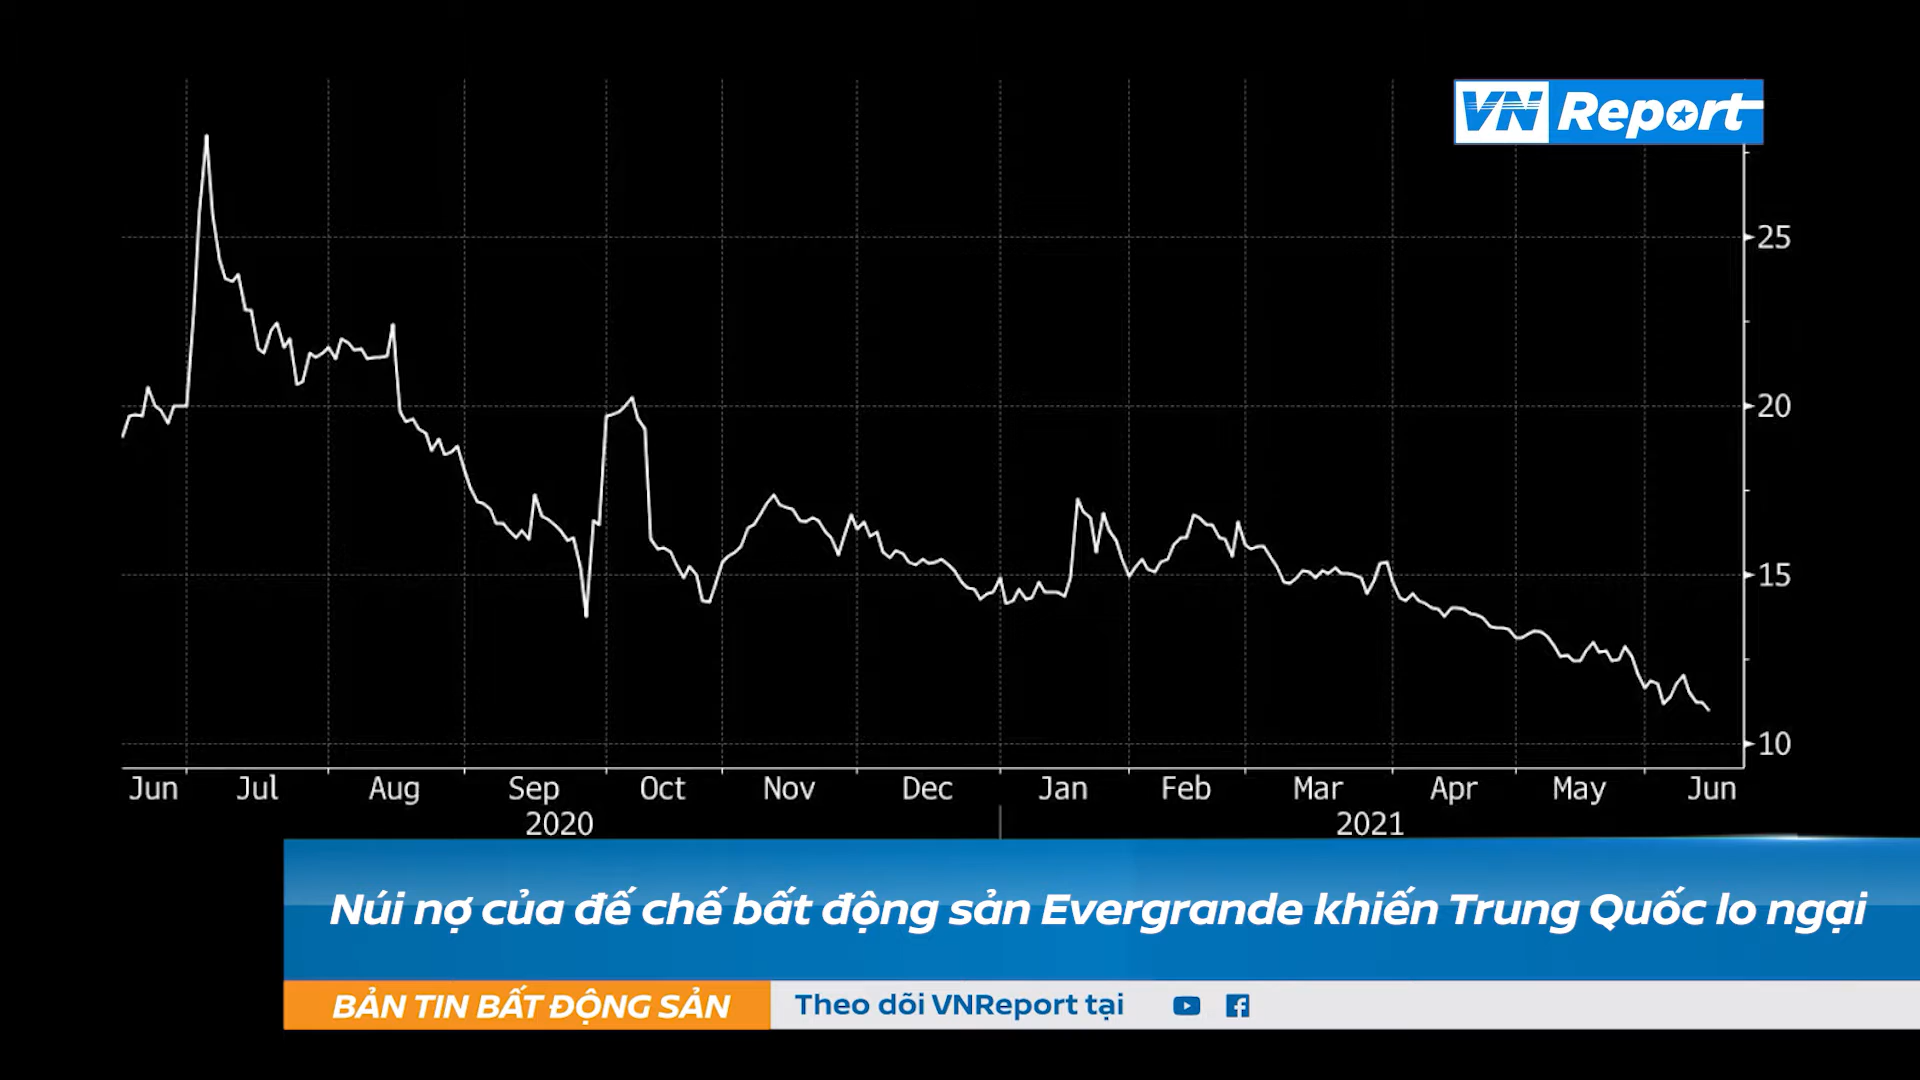 VN Report
25
20
15
10
Jun Jul Aug Sep Oct Nov Dec Jan Feb Mar Apr May Jun
2020 2021
Núi nợ của đế chế bất động sản Evergrande khiến Trung Quốc lo ngại
BẢN TIN BẤT ĐỘNG SẢN Theo dõi VNReport tại